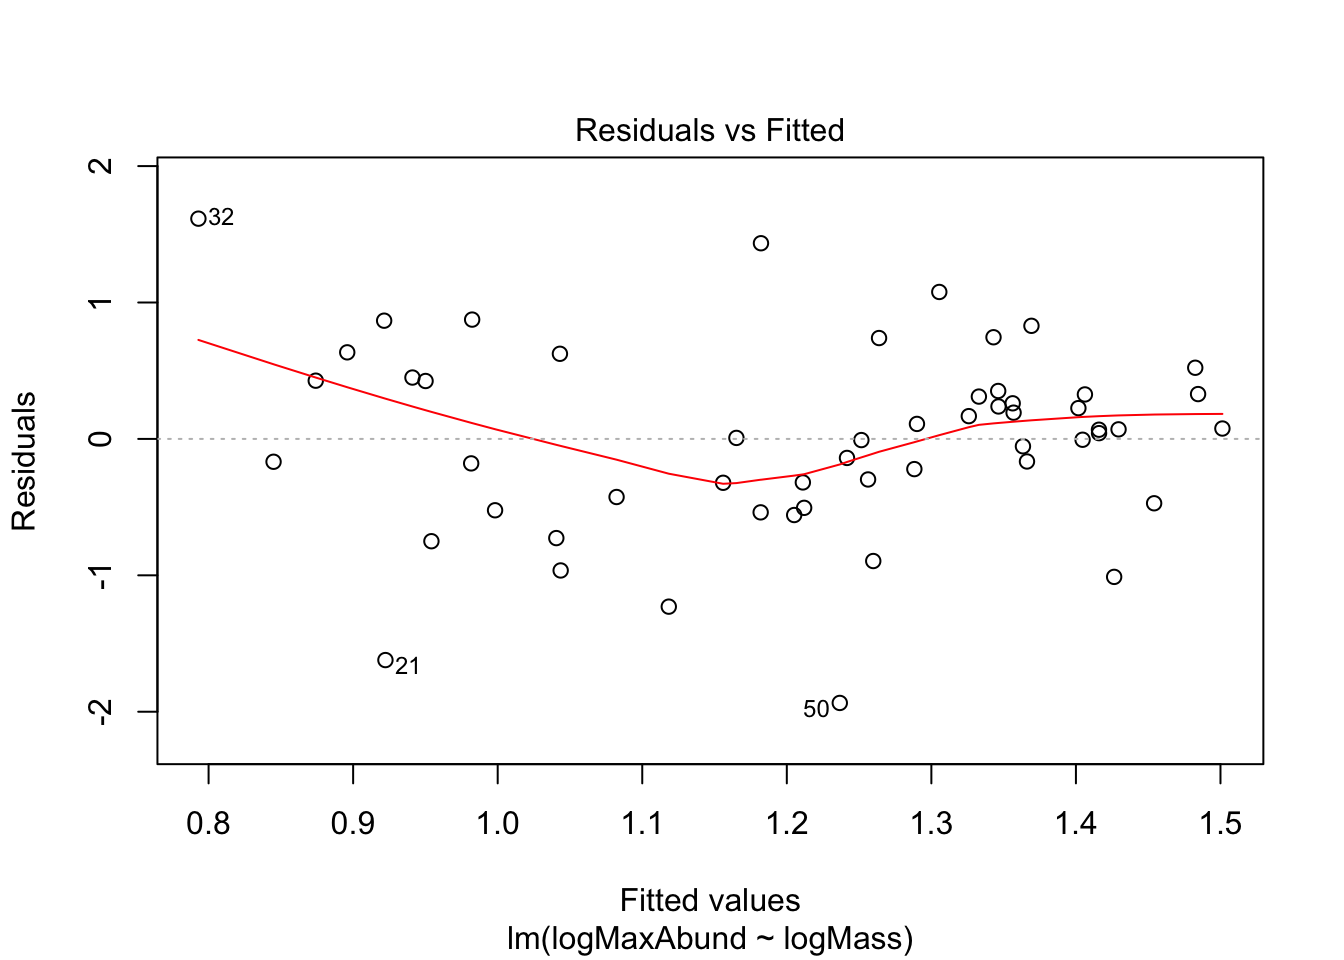 Residuals vs Fitted
Residuals
2
1
0
-1
-2
32
21
50
0.8 0.9 1.0 1.1 1.2 1.3 1.4 1.5
Fitted values
lm(logMaxAbund ~ logMass)